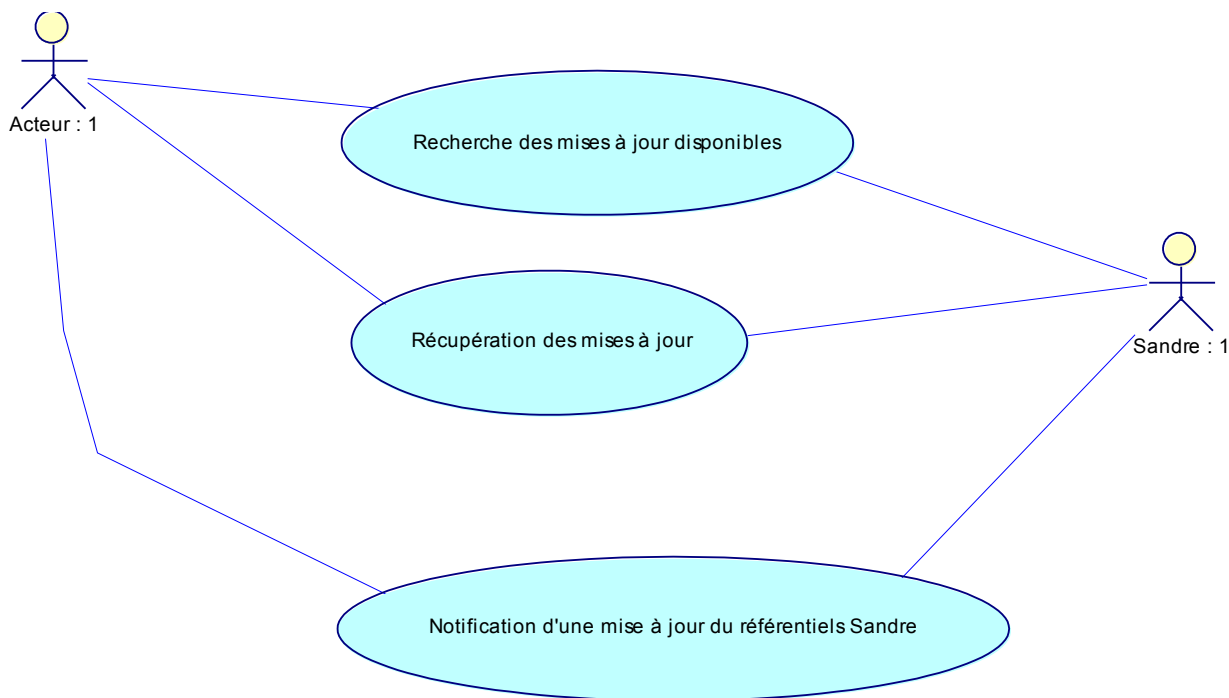 Acteur : 1
Recherche des mises à jour disponibles
Récupération des mises à jour
Sandre : 1
Notification d'une mise à jour du référentiels Sandre